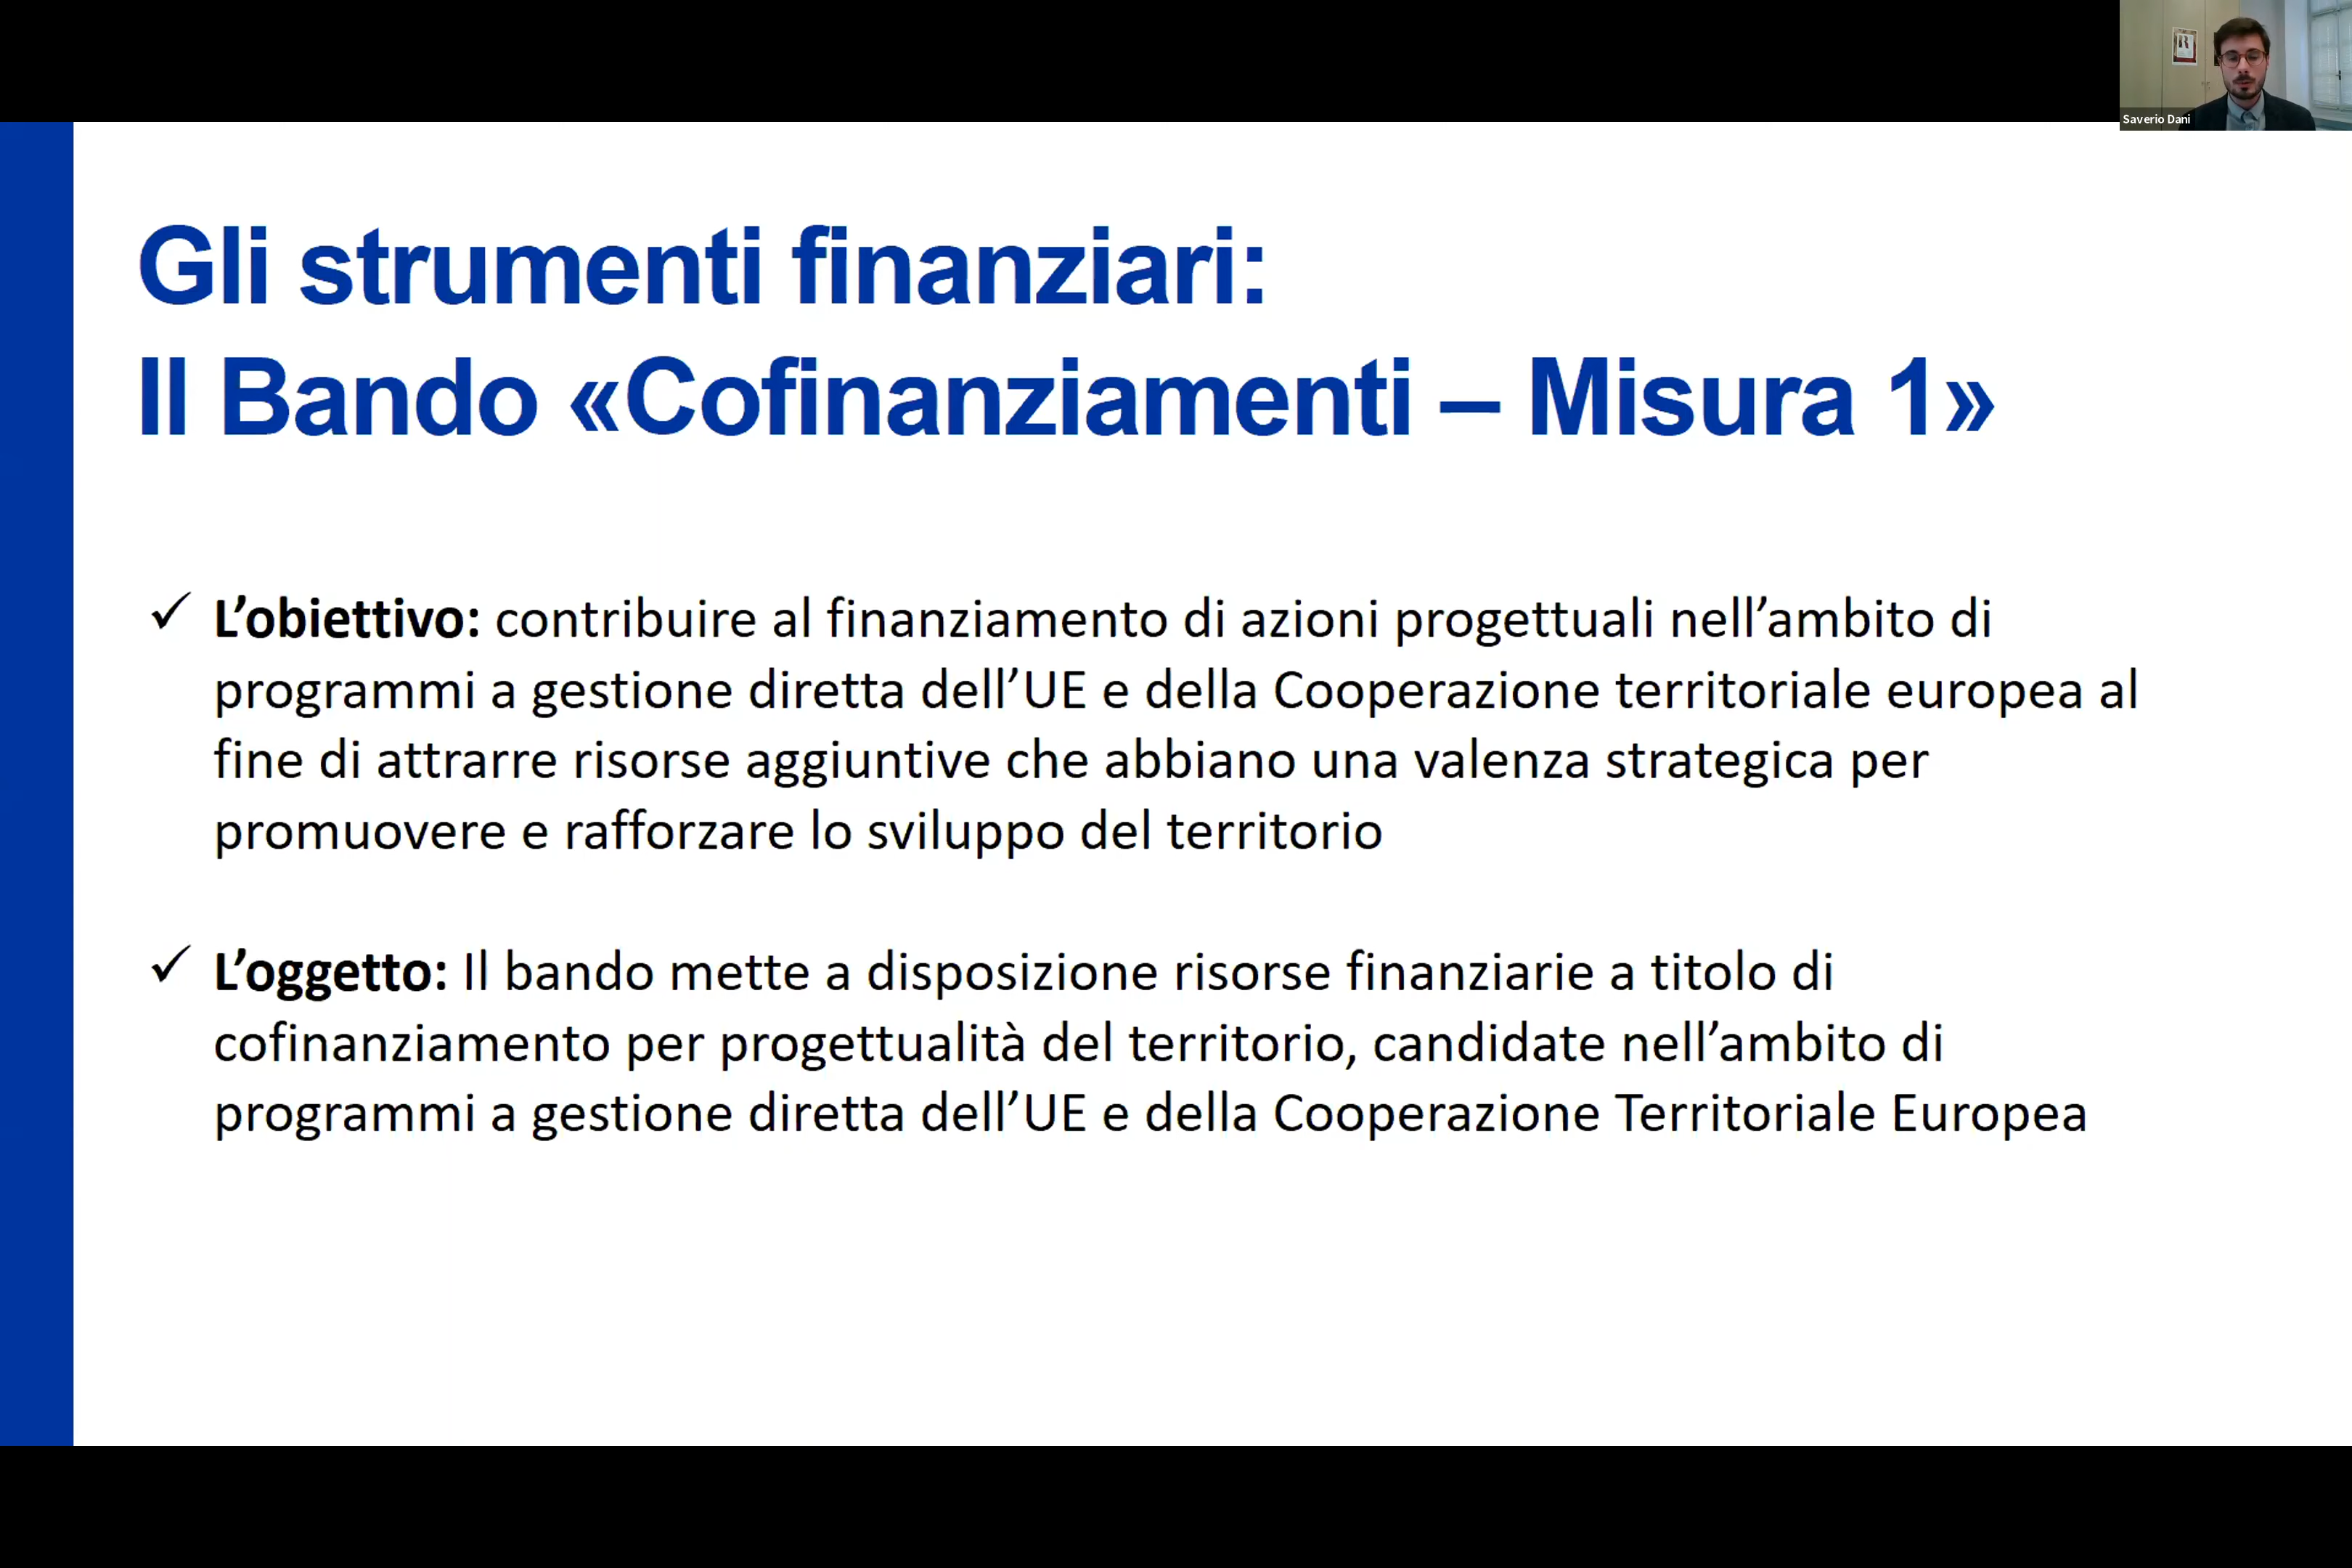 Saverio Dani
Gli strumenti finanziari:
Il Bando «Cofinanziamenti – Misura 1»
✓ L’obiettivo: contribuire al finanziamento di azioni progettuali nell’ambito di
programmi a gestione diretta dell’UE e della Cooperazione territoriale europea al
fine di attrarre risorse aggiuntive che abbiano una valenza strategica per
promuovere e rafforzare lo sviluppo del territorio
✓ L’oggetto: Il bando mette a disposizione risorse finanziarie a titolo di
cofinanziamento per progettualità del territorio, candidate nell’ambito di
programmi a gestione diretta dell’UE e della Cooperazione Territoriale Europea